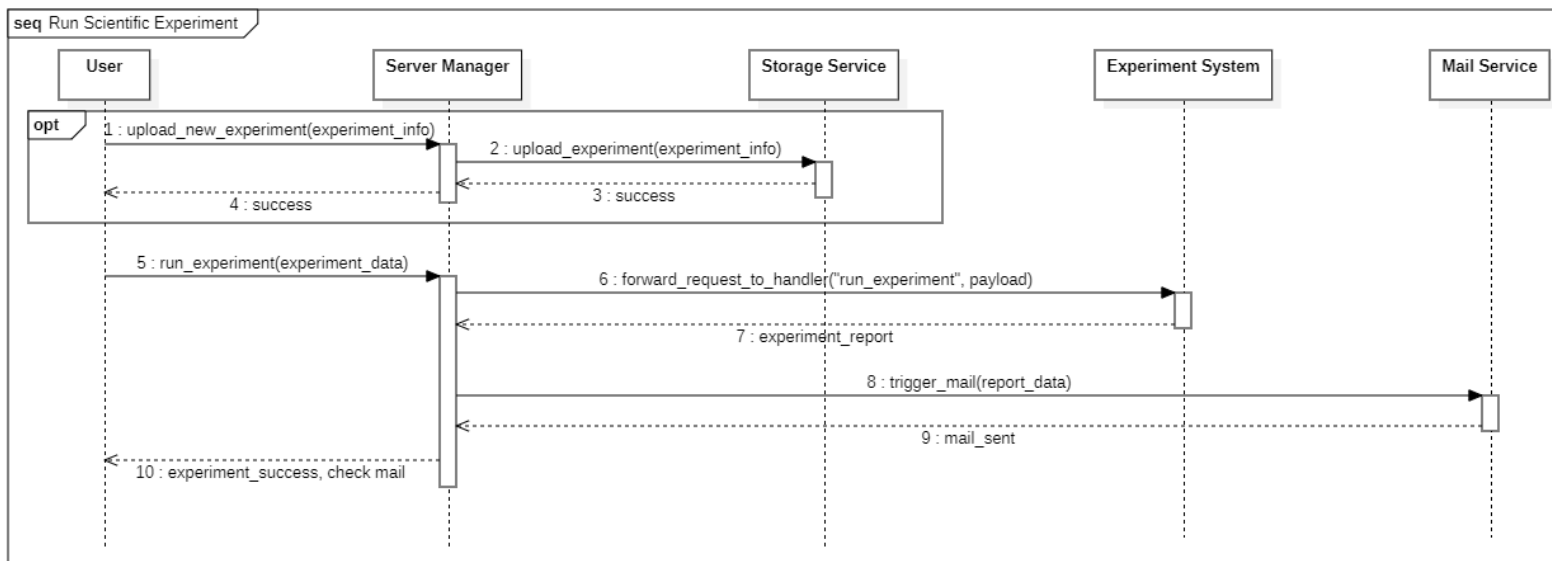 seq Run Scientific Experiment
User
Server Manager
Storage Service
Experiment System
Mail Service
opt
1 : upload_new_experiment(experiment_info)
2 : upload_experiment(experiment_info)
3 : success
4 : success
5 : run_experiment(experiment_data)
6 : forward_request_to_handler("run_experiment", payload)
7 : experiment_report
8 : trigger_mail(report_data)
9 : mail_sent
10 : experiment_success, check mail